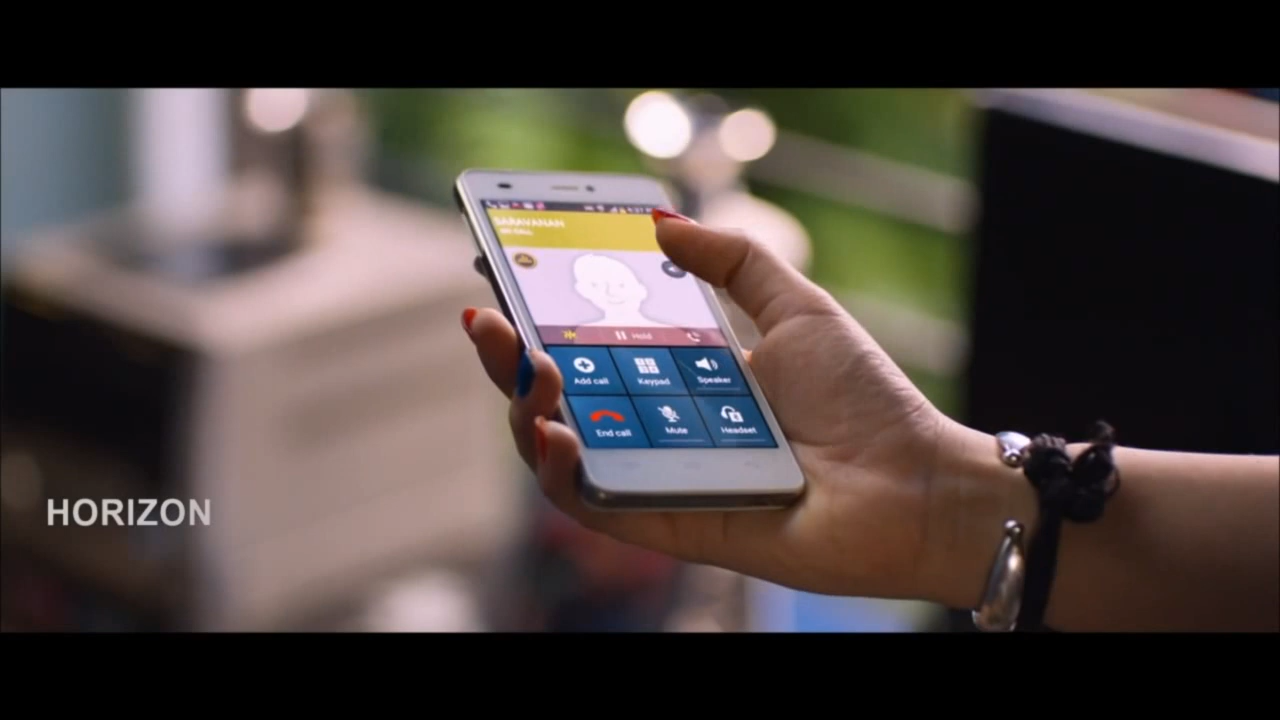 SARAVANAN
Hold
Add call
Keypad
Speaker
End call
Mute
Headset
HORIZON